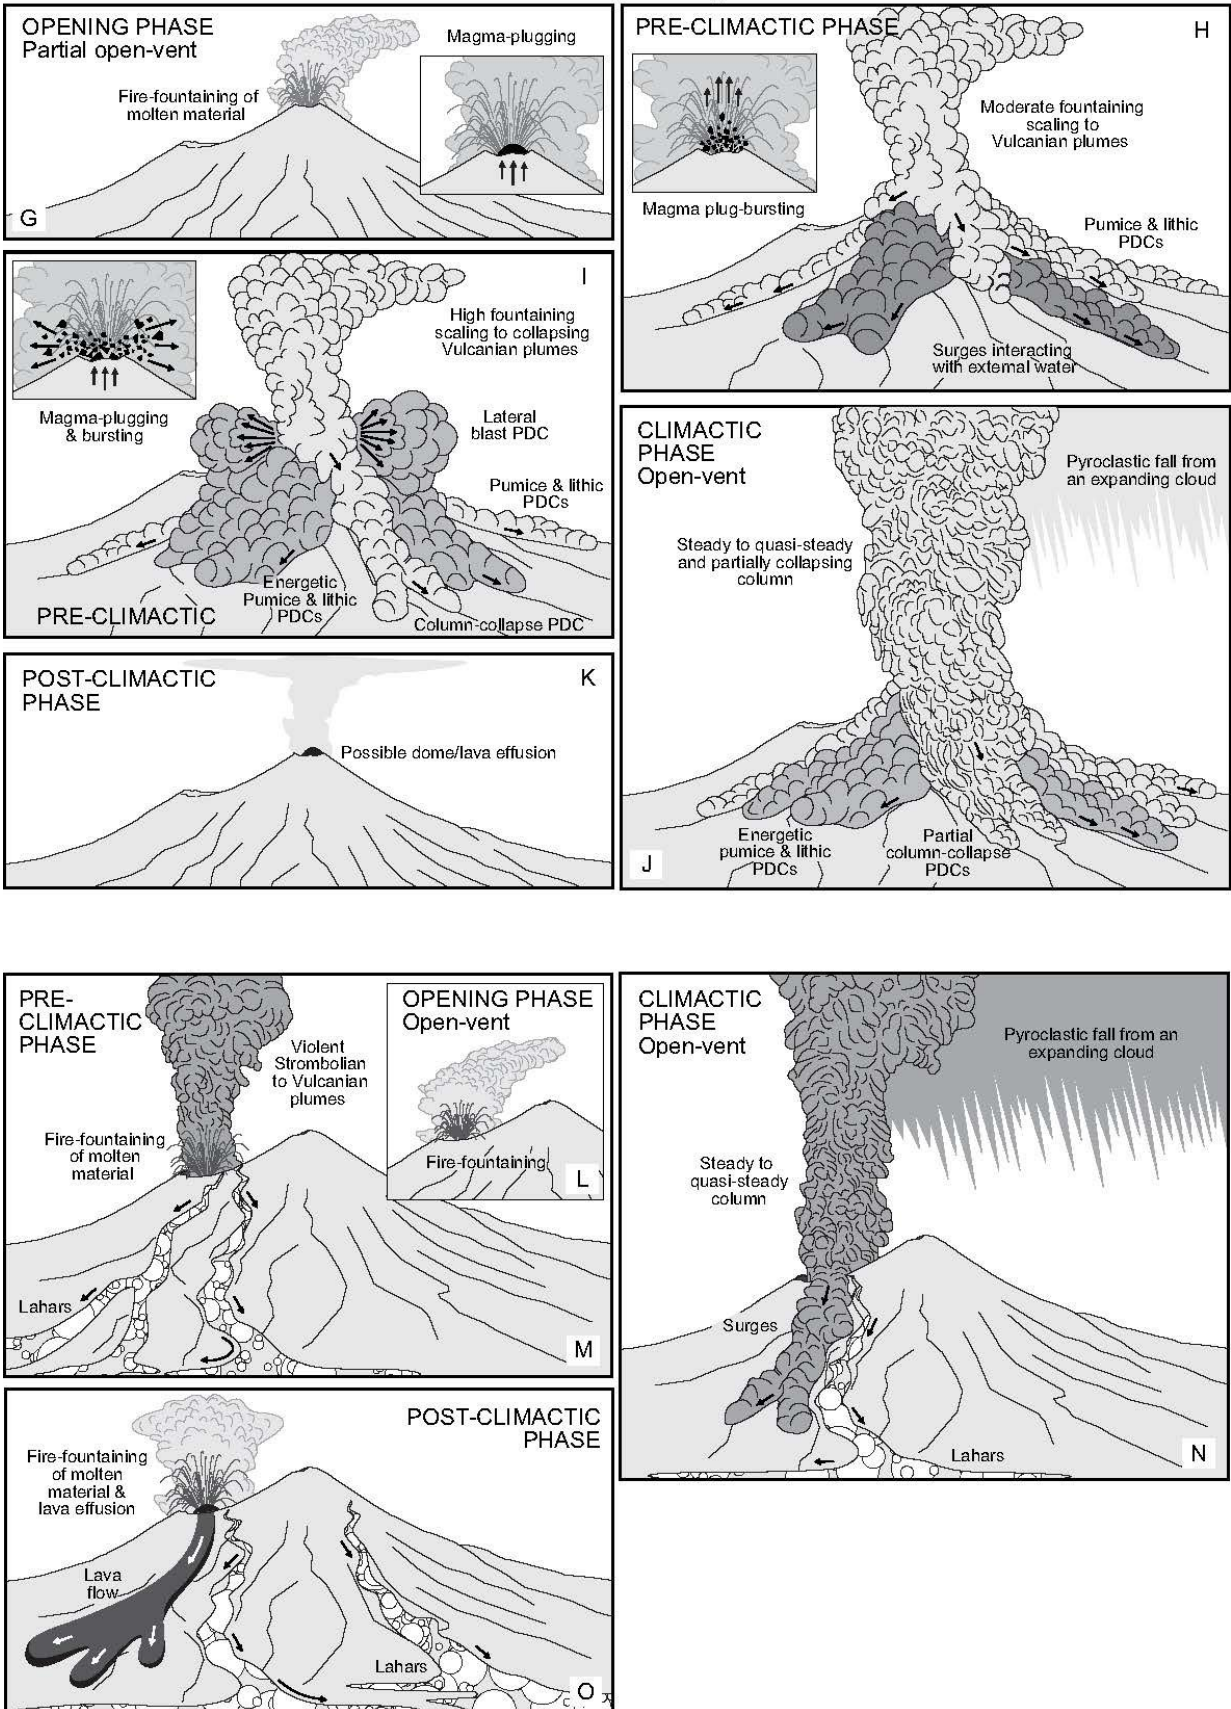 OPENING PHASE
Partial open-vent
Magma-plugging
Fire-fountaining of
molten material
G
PRE-CLIMACTIC PHASE
H
Moderate fountaining
scaling to
Vulcanian plumes
Magma plug-bursting
Pumice & lithic
PDCs
Surges interacting
with external water
I
High fountaining
scaling to collapsing
Vulcanian plumes
Magma-plugging
& bursting
Lateral
blast PDC
Pumice & lithic
PDCs
Energetic
Pumice & lithic
PDCs
PRE-CLIMACTIC
Column-collapse PDC
CLIMACTIC
PHASE
Open-vent
Pyroclastic fall from
an expanding cloud
Steady to quasi-steady
and partially collapsing
column
Energetic
pumice & lithic
PDCs
Partial
column-collapse
PDCs
J
POST-CLIMACTIC
PHASE
K
Possible dome/lava effusion
PRE-
CLIMACTIC
PHASE
Violent
Strombolian
to Vulcanian
plumes
Fire-fountaining
of molten
material
Lahars
M
OPENING PHASE
Open-vent
Fire-fountaining
L
CLIMACTIC
PHASE
Open-vent
Pyroclastic fall from an
expanding cloud
Steady to
quasi-steady
column
Surges
Lahars
N
POST-CLIMACTIC
PHASE
Fire-fountaining
of molten
material &
lava effusion
Lava
flow
Lahars
O